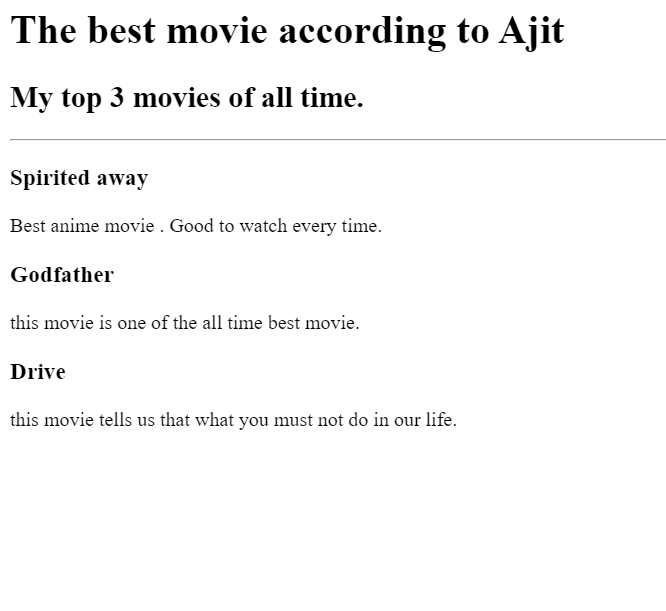 The best movie according to Ajit
My top 3 movies of all time.
Spirited away
Best anime movie . Good to watch every time.
Godfather
this movie is one of the all time best movie.
Drive
this movie tells us that what you must not do in our life.